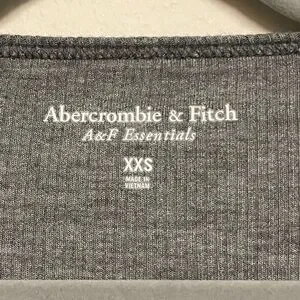 Abercrombie & Fitch
A&F Essentials
XXS
MADE IN
VIETNAM